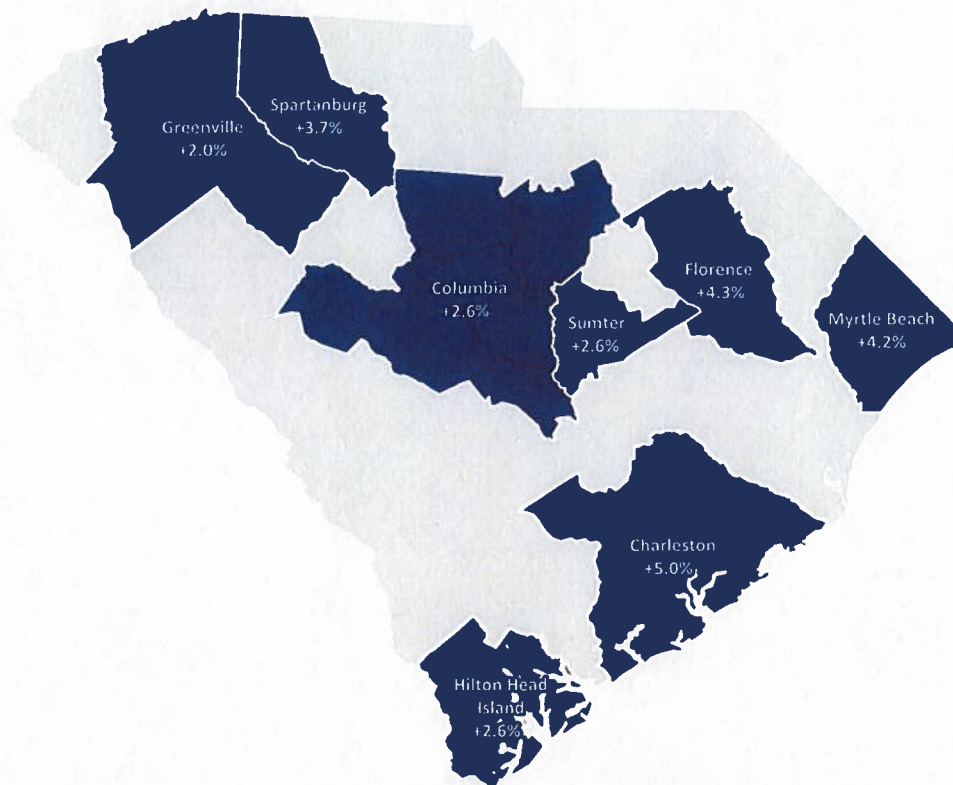 Spartanburg
+3.7%
Greenville
+2.0%
Columbia
+2.6%
Sumter
+2.6%
Florence
+4.3%
Myrtle Beach
+4.2%
Charleston
+5.0%
Hilton Head
Island
+2.6%